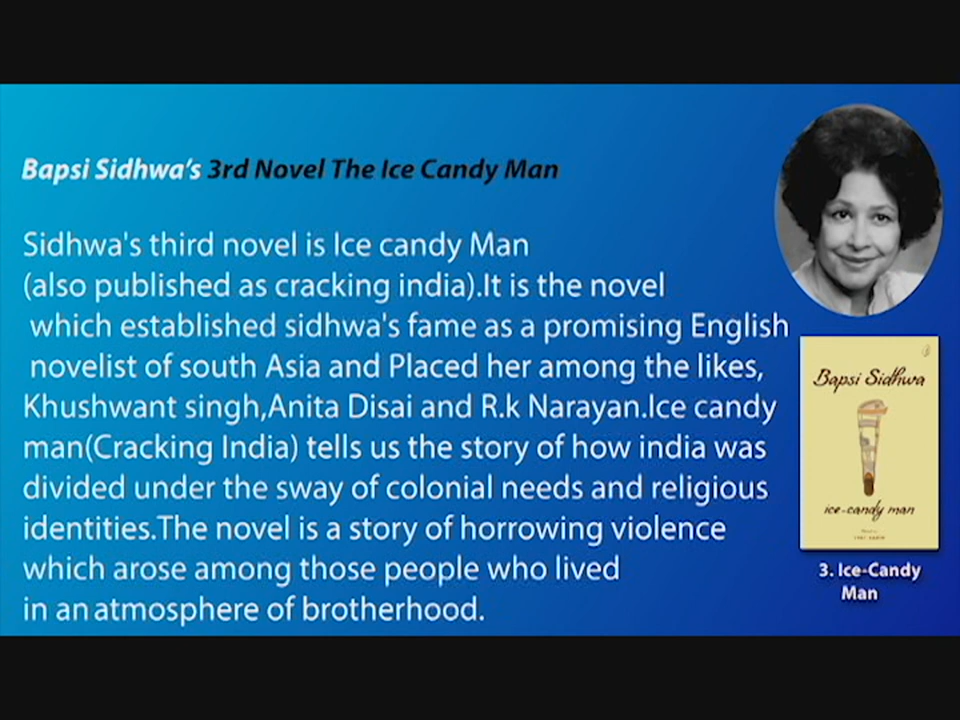 Bapsi Sidhwa's 3rd Novel The Ice Candy Man
Sidhwa's third novel is Ice candy Man
(also published as cracking india).It is the novel
which established sidhwa's fame as a promising English
novelist of south Asia and Placed her among the likes,
Khushwant singh,Anita Disai and R.k Narayan.Ice candy
man(Cracking India) tells us the story of how india was
divided under the sway of colonial needs and religious
identities.The novel is a story of horrowing violence
which arose among those people who lived
in an atmosphere of brotherhood.
Bapsi Sidhwa
ice-candy man
3. Ice-Candy
Man